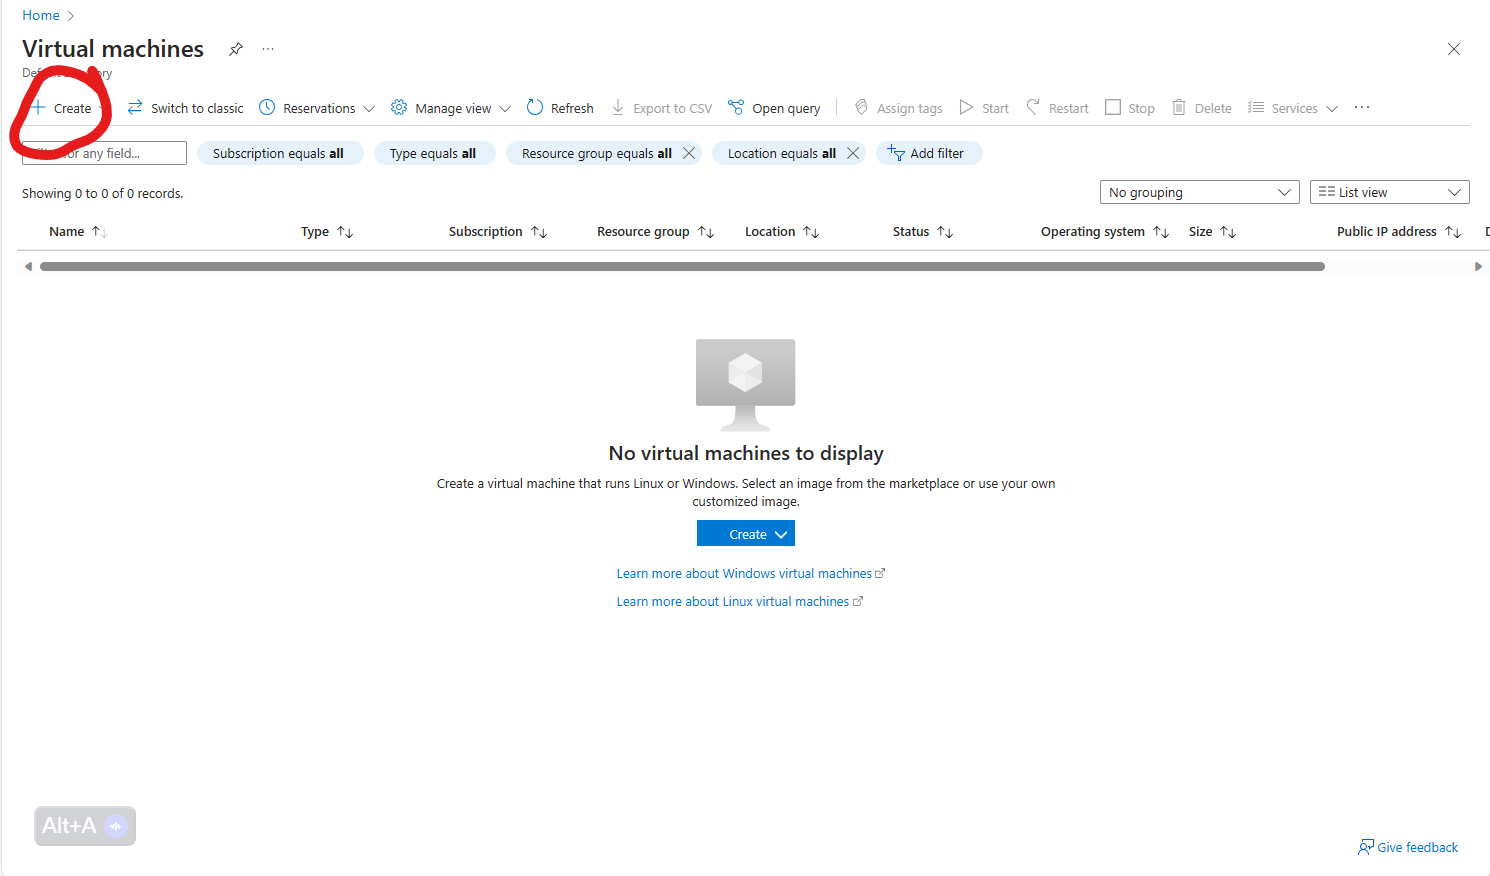 Home
Virtual machines
Create
Switch to classic
Reservations
Manage view
Refresh
Export to CSV
Open query
Assign tags
Start
Restart
Stop
Delete
Services
for any field...
Subscription equals all
Type equals all
Resource group equals all
Location equals all
Add filter
Showing 0 to 0 of 0 records.
No grouping
List view
Name
Type
Subscription
Resource group
Location
Status
Operating system
Size
Public IP address
No virtual machines to display
Create a virtual machine that runs Linux or Windows. Select an image from the marketplace or use your own
customized image.
Create
Learn more about Windows virtual machines
Learn more about Linux virtual machines
Alt+A
Give feedback